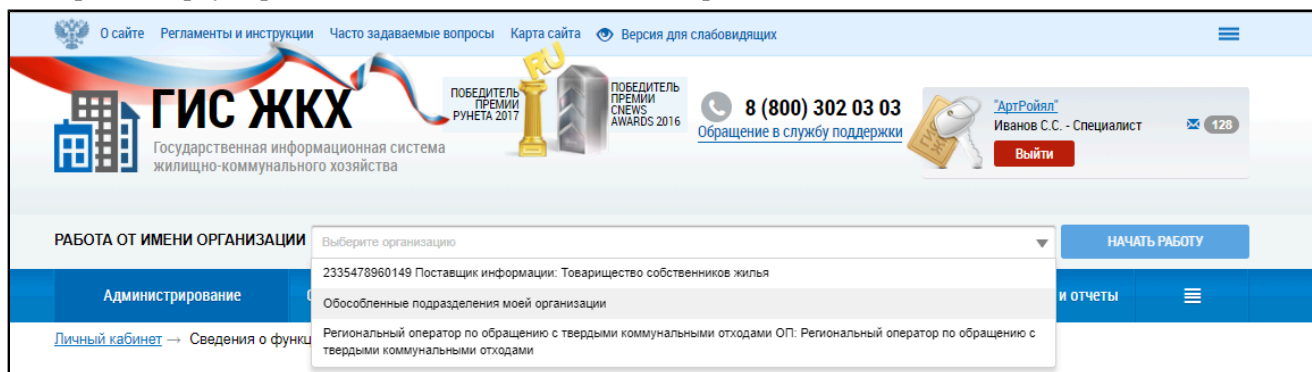 О сайте Регламенты и инструкции Часто задаваемые вопросы Карта сайта Версия для слабовидящих
ГИС ЖКХ
Государственная информационная система
жилищно-коммунального хозяйства
ПОБЕДИТЕЛЬ
ПРЕМИИ
РУНЕТА 2017
RU
ПОБЕДИТЕЛЬ
ПРЕМИИ
CNEWS
AWARDS 2016
8 (800) 302 03 03
Обращение в службу поддержки
ГИС ЖКХ
"АртРойял"
Иванов С.С. - Специалист 128
Выйти
РАБОТА ОТ ИМЕНИ ОРГАНИЗАЦИИ Выберите организацию НАЧАТЬ РАБОТУ
2335478960149 Поставщик информации: Товарищество собственников жилья
Администрирование и отчеты
Обособленные подразделения моей организации
Региональный оператор по обращению с твердыми коммунальными отходами ОП: Региональный оператор по обращению с
твердыми коммунальными отходами
Личный кабинет → Сведения о функц